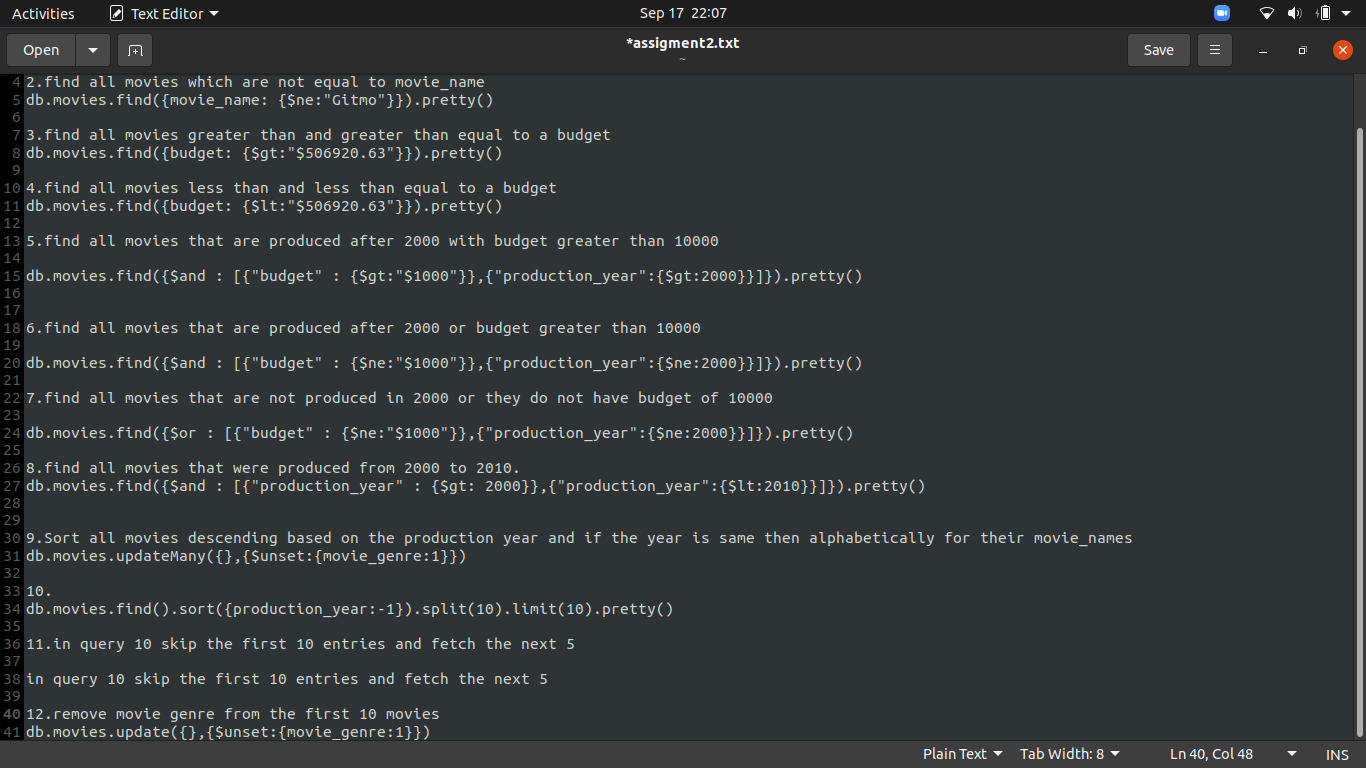 Activities
Text Editor
Sep 17 22:07
Open
*assigment2.txt
~
Save
4 2.find all movies which are not equal to movie_name
5 db.movies.find({movie_name: {$ne:"Gitmo"}}).pretty()
6
7 3.find all movies greater than and greater than equal to a budget
8 db.movies.find({budget: {$gt:"$506920.63"}}).pretty()
9
10 4.find all movies less than and less than equal to a budget
11 db.movies.find({budget: {$lt:"$506920.63"}}).pretty()
12
13 5.find all movies that are produced after 2000 with budget greater than 10000
14
15 db.movies.find({$and : [{"budget" : {$gt:"$1000"}},{"production_year":{$gt:2000}}]}).pretty()
16
17
18 6.find all movies that are produced after 2000 or budget greater than 10000
19
20 db.movies.find({$and : [{"budget" : {$ne:"$1000"}},{"production_year":{$ne:2000}}]}).pretty()
21
22 7.find all movies that are not produced in 2000 or they do not have budget of 10000
23
24 db.movies.find({$or : [{"budget" : {$ne:"$1000"}},{"production_year":{$ne:2000}}]}).pretty()
25
26 8.find all movies that were produced from 2000 to 2010.
27 db.movies.find({$and : [{"production_year" : {$gt: 2000}},{"production_year":{$lt:2010}}]}).pretty()
28
29
30 9.Sort all movies descending based on the production year and if the year is same then alphabetically for their movie_names
31 db.movies.updateMany({},{$unset:{movie_genre:1}})
32
33 10.
34 db.movies.find().sort({production_year:-1}).split(10).limit(10).pretty()
35
36 11.in query 10 skip the first 10 entries and fetch the next 5
37
38 in query 10 skip the first 10 entries and fetch the next 5
39
40 12.remove movie genre from the first 10 movies
41 db.movies.update({},{$unset:{movie_genre:1}})
Plain Text
Tab Width: 8
Ln 40, Col 48
INS